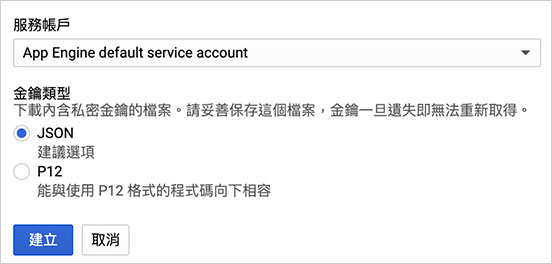 服務帳戶
App Engine default service account
金鑰類型
下載內含私密金鑰的檔案。請妥善保存這個檔案，金鑰一旦遺失即無法重新取得。
JSON
建議選項
P12
能與使用 P12 格式的程式碼向下相容
建立 取消